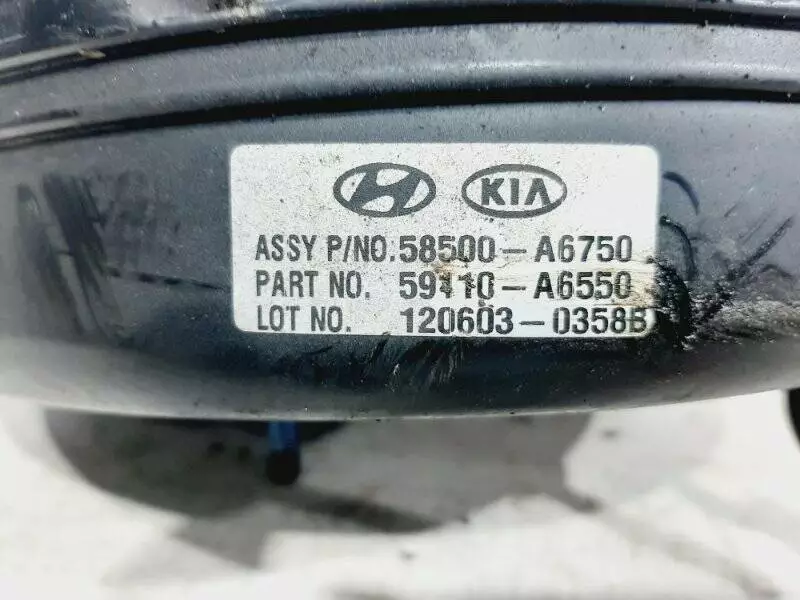 KIA
ASSY P/NO. 58500-A6750
PART NO. 59110-A6550
LOT NO. 120603-0358B